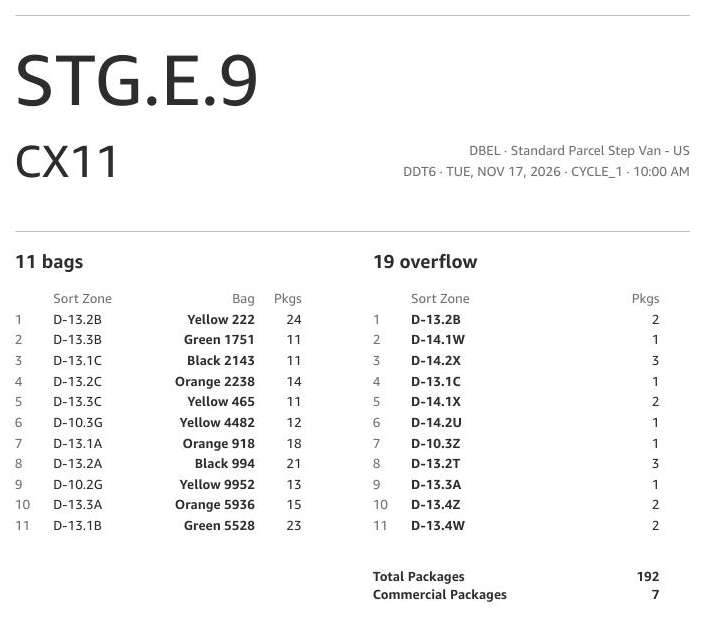 STG.E.9
CX11
DBEL · Standard Parcel Step Van - US
DDT6 · TUE, NOV 17, 2026 · CYCLE_1 · 10:00 AM
11 bags
Sort Zone Bag Pkgs
1 D-13.2B Yellow 222 24
2 D-13.3B Green 1751 11
3 D-13.1C Black 2143 11
4 D-13.2C Orange 2238 14
5 D-13.3C Yellow 465 11
6 D-10.3G Yellow 4482 12
7 D-13.1A Orange 918 18
8 D-13.2A Black 994 21
9 D-10.2G Yellow 9952 13
10 D-13.3A Orange 5936 15
11 D-13.1B Green 5528 23
19 overflow
Sort Zone Pkgs
1 D-13.2B 2
2 D-14.1W 1
3 D-14.2X 3
4 D-13.1C 1
5 D-14.1X 2
6 D-14.2U 1
7 D-10.3Z 1
8 D-13.2T 3
9 D-13.3A 1
10 D-13.4Z 2
11 D-13.4W 2
Total Packages 192
Commercial Packages 7